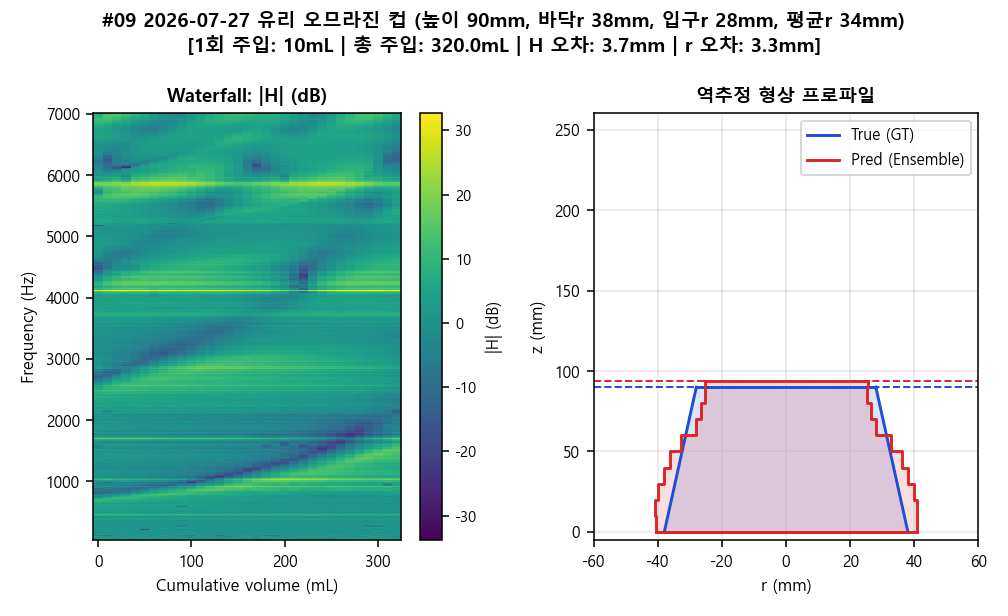 #09 2026-07-27 유리 오므라진 컵 (높이 90mm, 바닥r 38mm, 입구r 28mm, 평균r 34mm)
[1회 주입: 10mL | 총 주입: 320.0mL | H 오차: 3.7mm | r 오차: 3.3mm]
Waterfall: |H| (dB)
7000
6000
5000
4000
3000
2000
1000
Frequency (Hz)
0 100 200 300
Cumulative volume (mL)
30
20
10
0
-10
-20
-30
|H| (dB)
역추정 형상 프로파일
True (GT)
Pred (Ensemble)
250
200
150
100
50
0
z (mm)
-60 -40 -20 0 20 40 60
r (mm)